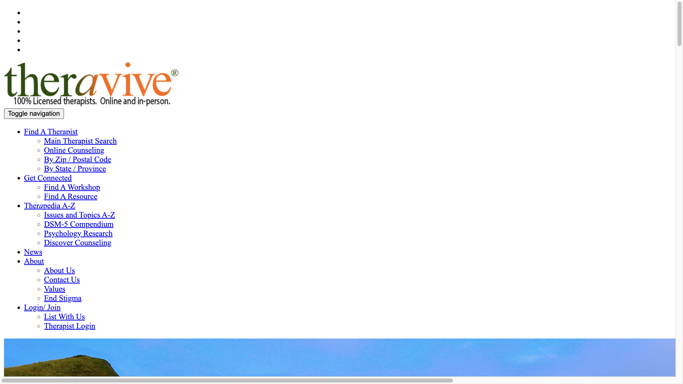 theravive®
100% Licensed therapists. Online and in-person.
Toggle navigation
Find A Therapist
Main Therapist Search
Online Counseling
By Zip / Postal Code
By State / Province
Get Connected
Find A Workshop
Find A Resource
Therapedia A-Z
Issues and Topics A-Z
DSM-5 Compendium
Psychology Research
Discover Counseling
News
About
About Us
Contact Us
Values
End Stigma
Login/ Join
List With Us
Therapist Login